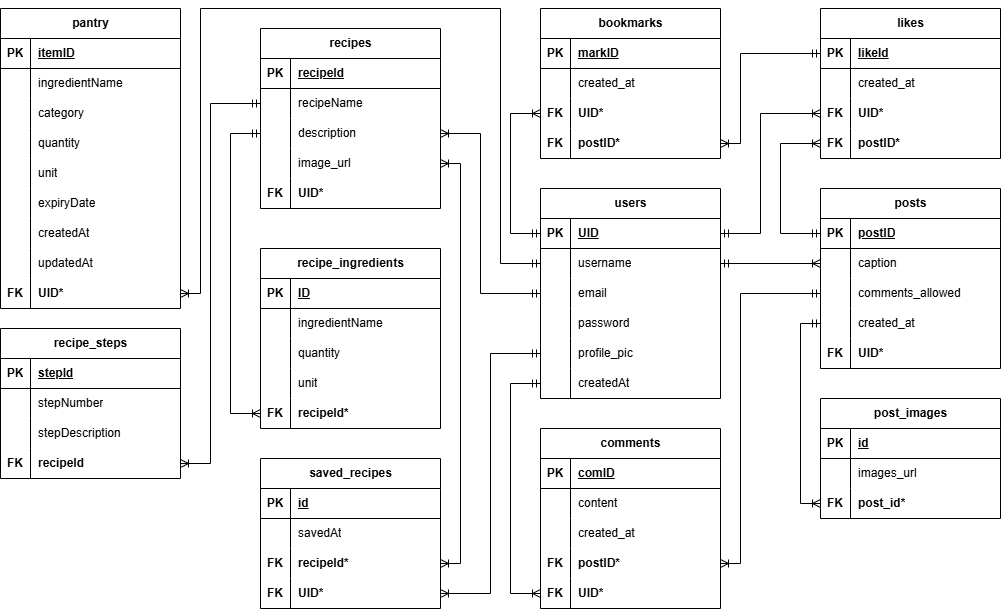 pantry
PK itemID
ingredientName
category
quantity
unit
expiryDate
createdAt
updatedAt
FK UID*
recipe_steps
PK stepId
stepNumber
stepDescription
FK recipeId
recipes
PK recipeId
recipeName
description
image_url
FK UID*
recipe_ingredients
PK ID
ingredientName
quantity
unit
FK recipeId*
saved_recipes
PK id
savedAt
FK recipeId*
FK UID*
bookmarks
PK markID
created_at
FK UID*
FK postID*
users
PK UID
username
email
password
profile_pic
createdAt
comments
PK comID
content
created_at
FK postID*
FK UID*
likes
PK likeId
created_at
FK UID*
FK postID*
posts
PK postID
caption
comments_allowed
created_at
FK UID*
post_images
PK id
images_url
FK post_id*